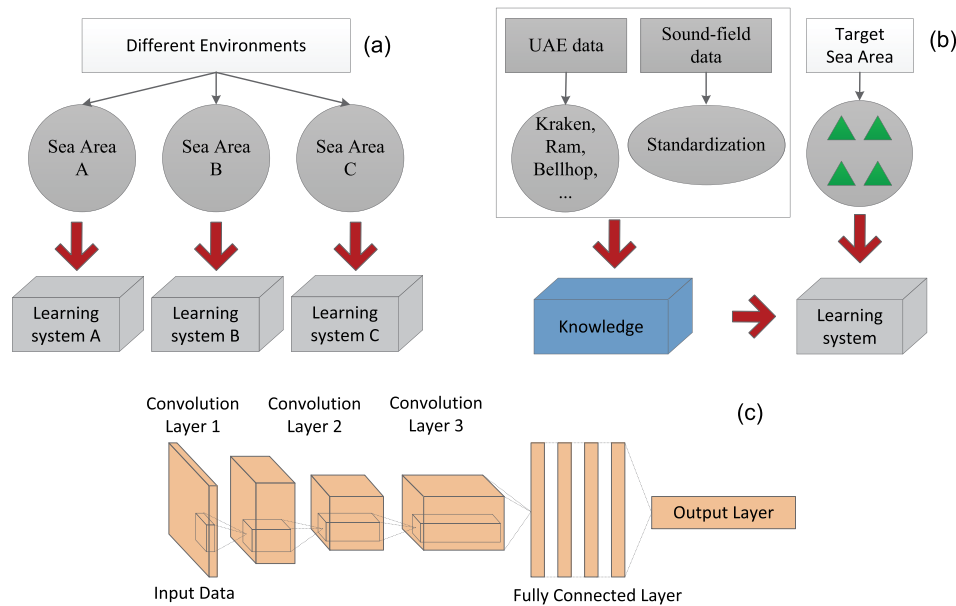 Different Environments
(a)
Sea Area
A
Sea Area
B
Sea Area
C
Learning
system A
Learning
system B
Learning
system C
UAE data
Sound-field
data
Kraken,
Ram,
Bellhop,
...
Standardization
Target
Sea Area
(b)
Knowledge
Learning
system
(c)
Convolution
Layer 1
Convolution
Layer 2
Convolution
Layer 3
Input Data
Fully Connected Layer
Output Layer